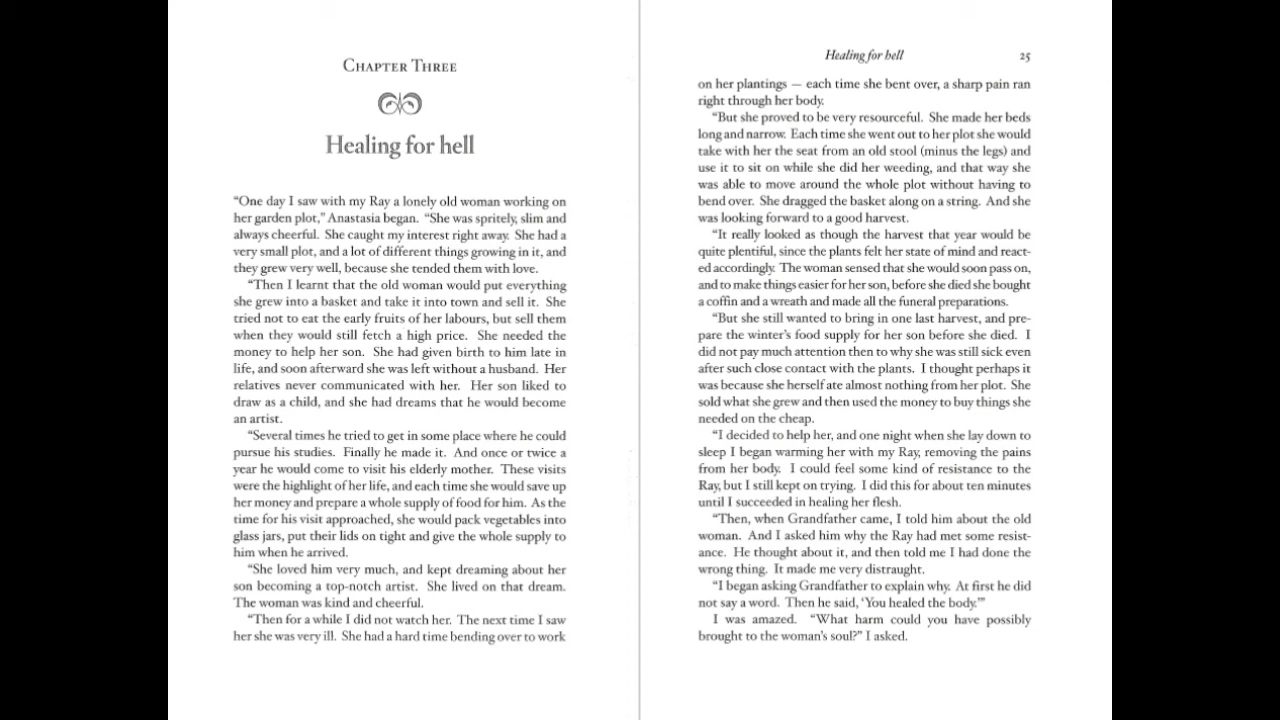 CHAPTER THREE
Healing for hell
“One day I saw with my Ray a lonely old woman working on
her garden plot,” Anastasia began. “She was spritely, slim and
always cheerful. She caught my interest right away. She had a
very small plot, and a lot of different things growing in it, and
they grew very well, because she tended them with love.
“Then I learnt that the old woman would put everything
she grew into a basket and take it into town and sell it. She
tried not to eat the early fruits of her labours, but sell them
when they would still fetch a high price. She needed the
money to help her son. She had given birth to him late in
life, and soon afterward she was left without a husband. Her
relatives never communicated with her. Her son liked to
draw as a child, and she had dreams that he would become
an artist.
“Several times he tried to get in some place where he could
pursue his studies. Finally he made it. And once or twice a
year he would come to visit his elderly mother. These visits
were the highlight of her life, and each time she would save up
her money and prepare a whole supply of food for him. As the
time for his visit approached, she would pack vegetables into
glass jars, put their lids on tight and give the whole supply to
him when he arrived.
“She loved him very much, and kept dreaming about her
son becoming a top-notch artist. She lived on that dream.
The woman was kind and cheerful.
“Then for a while I did not watch her. The next time I saw
her she was very ill. She had a hard time bending over to work
Healing for hell 25
on her plantings — each time she bent over, a sharp pain ran
right through her body.
“But she proved to be very resourceful. She made her beds
long and narrow. Each time she went out to her plot she would
take with her the seat from an old stool (minus the legs) and
use it to sit on while she did her weeding, and that way she
was able to move around the whole plot without having to
bend over. She dragged the basket along on a string. And she
was looking forward to a good harvest.
“It really looked as though the harvest that year would be
quite plentiful, since the plants felt her state of mind and react-
ed accordingly. The woman sensed that she would soon pass on,
and to make things easier for her son, before she died she bought
a coffin and a wreath and made all the funeral preparations.
“But she still wanted to bring in one last harvest, and pre-
pare the winter’s food supply for her son before she died. I
did not pay much attention then to why she was still sick even
after such close contact with the plants. I thought perhaps it
was because she herself ate almost nothing from her plot. She
sold what she grew and then used the money to buy things she
needed on the cheap.
“I decided to help her, and one night when she lay down to
sleep I began warming her with my Ray, removing the pains
from her body. I could feel some kind of resistance to the
Ray, but I still kept on trying. I did this for about ten minutes
until I succeeded in healing her flesh.
“Then, when Grandfather came, I told him about the old
woman. And I asked him why the Ray had met some resist-
ance. He thought about it, and then told me I had done the
wrong thing. It made me very distraught.
“I began asking Grandfather to explain why. At first he did
not say a word. Then he said, ‘You healed the body.’”
I was amazed. “What harm could you have possibly
brought to the woman’s soul?” I asked.